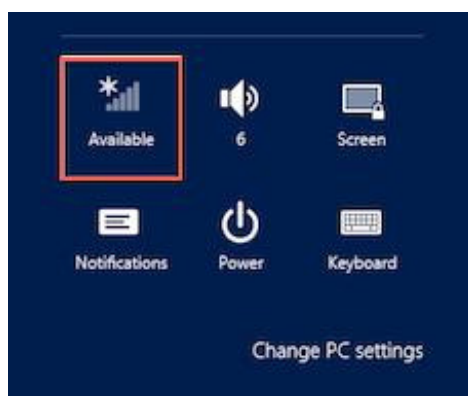 Available 6 Screen
Notifications Power Keyboard
Change PC settings